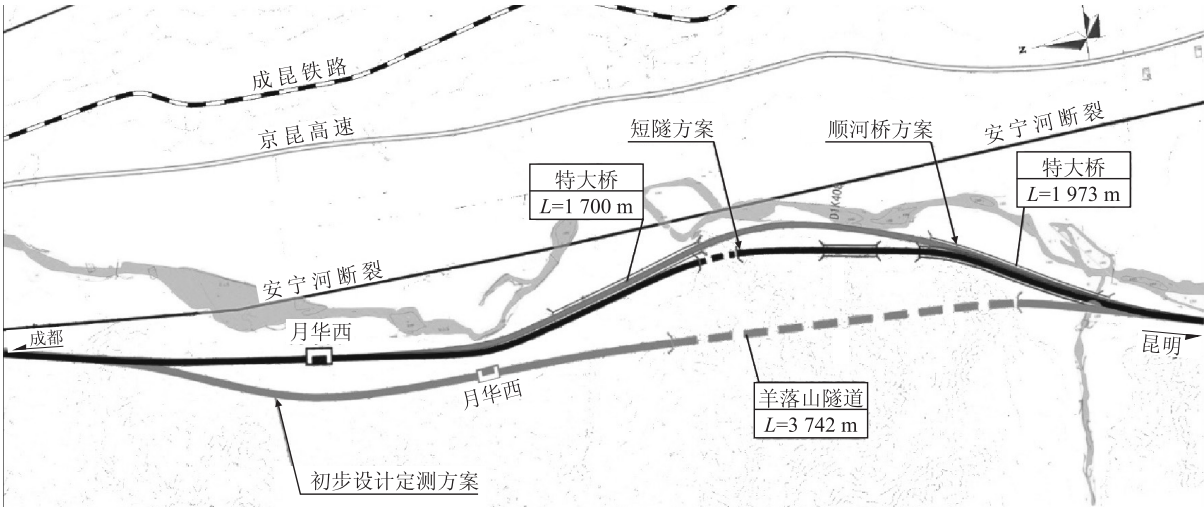 z
成昆铁路
京昆高速
短隧方案
顺河桥方案
安宁河断裂
特大桥
L=1 700 m
特大桥
L=1 973 m
D1K406
安宁河断裂
成都
月华西
昆明
月华西
羊落山隧道
L=3 742 m
初步设计定测方案